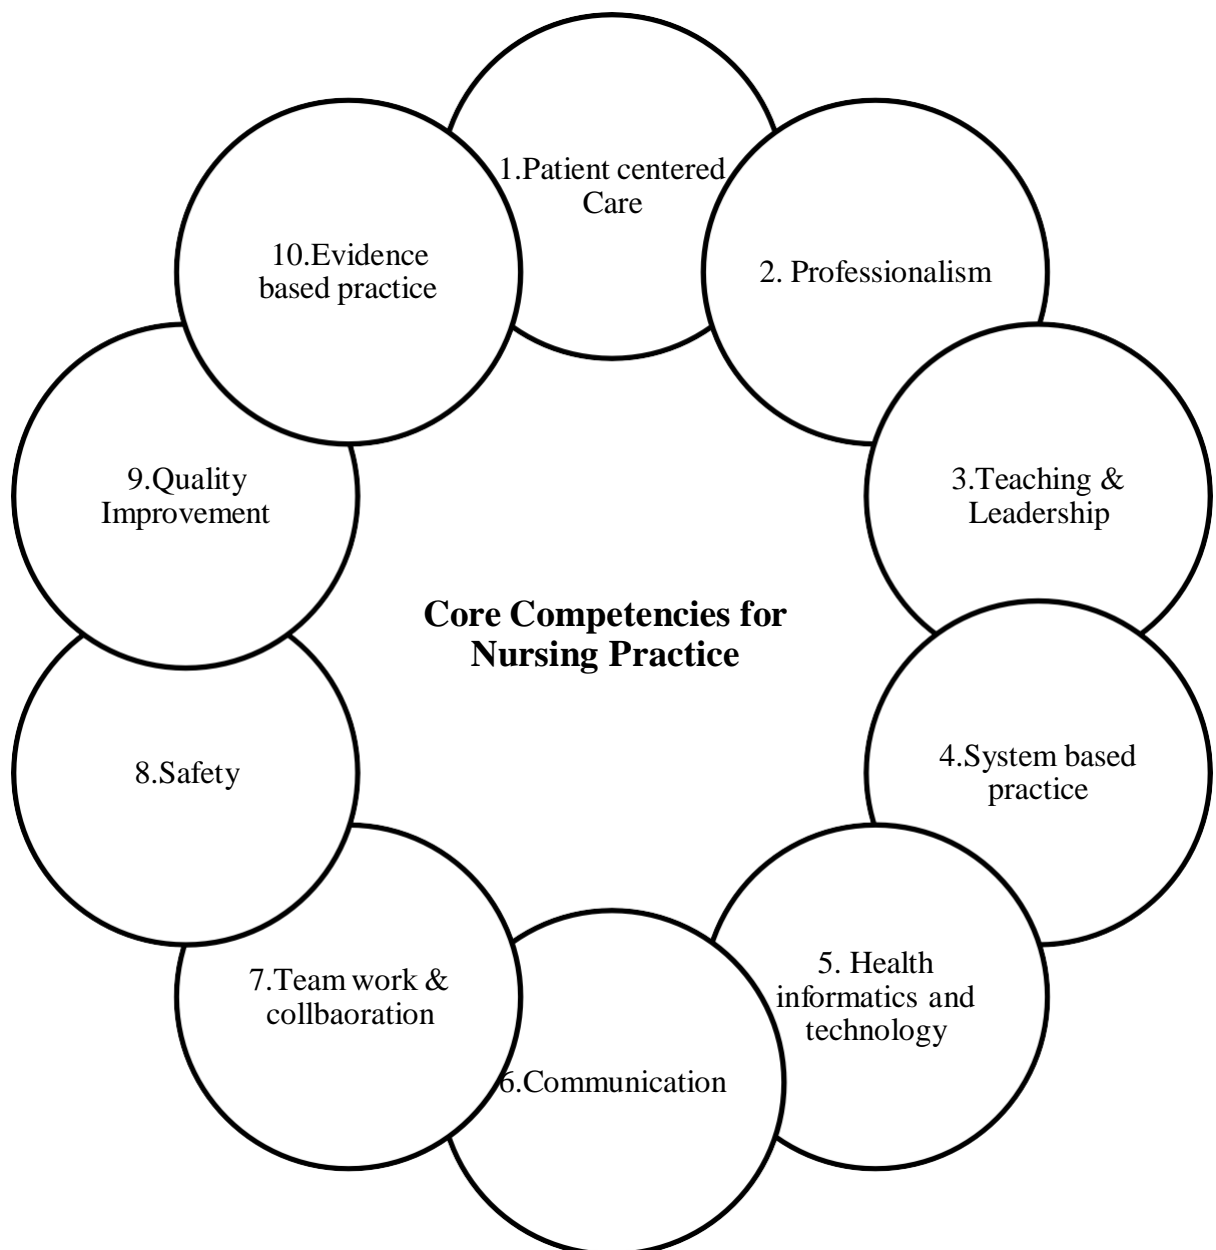 1.Patient centered
Care
2. Professionalism
3.Teaching &
Leadership
4.System based
practice
5. Health
informatics and
technology
6.Communication
7.Team work &
collbaoration
8.Safety
9.Quality
Improvement
10.Evidence
based practice
Core Competencies for
Nursing Practice